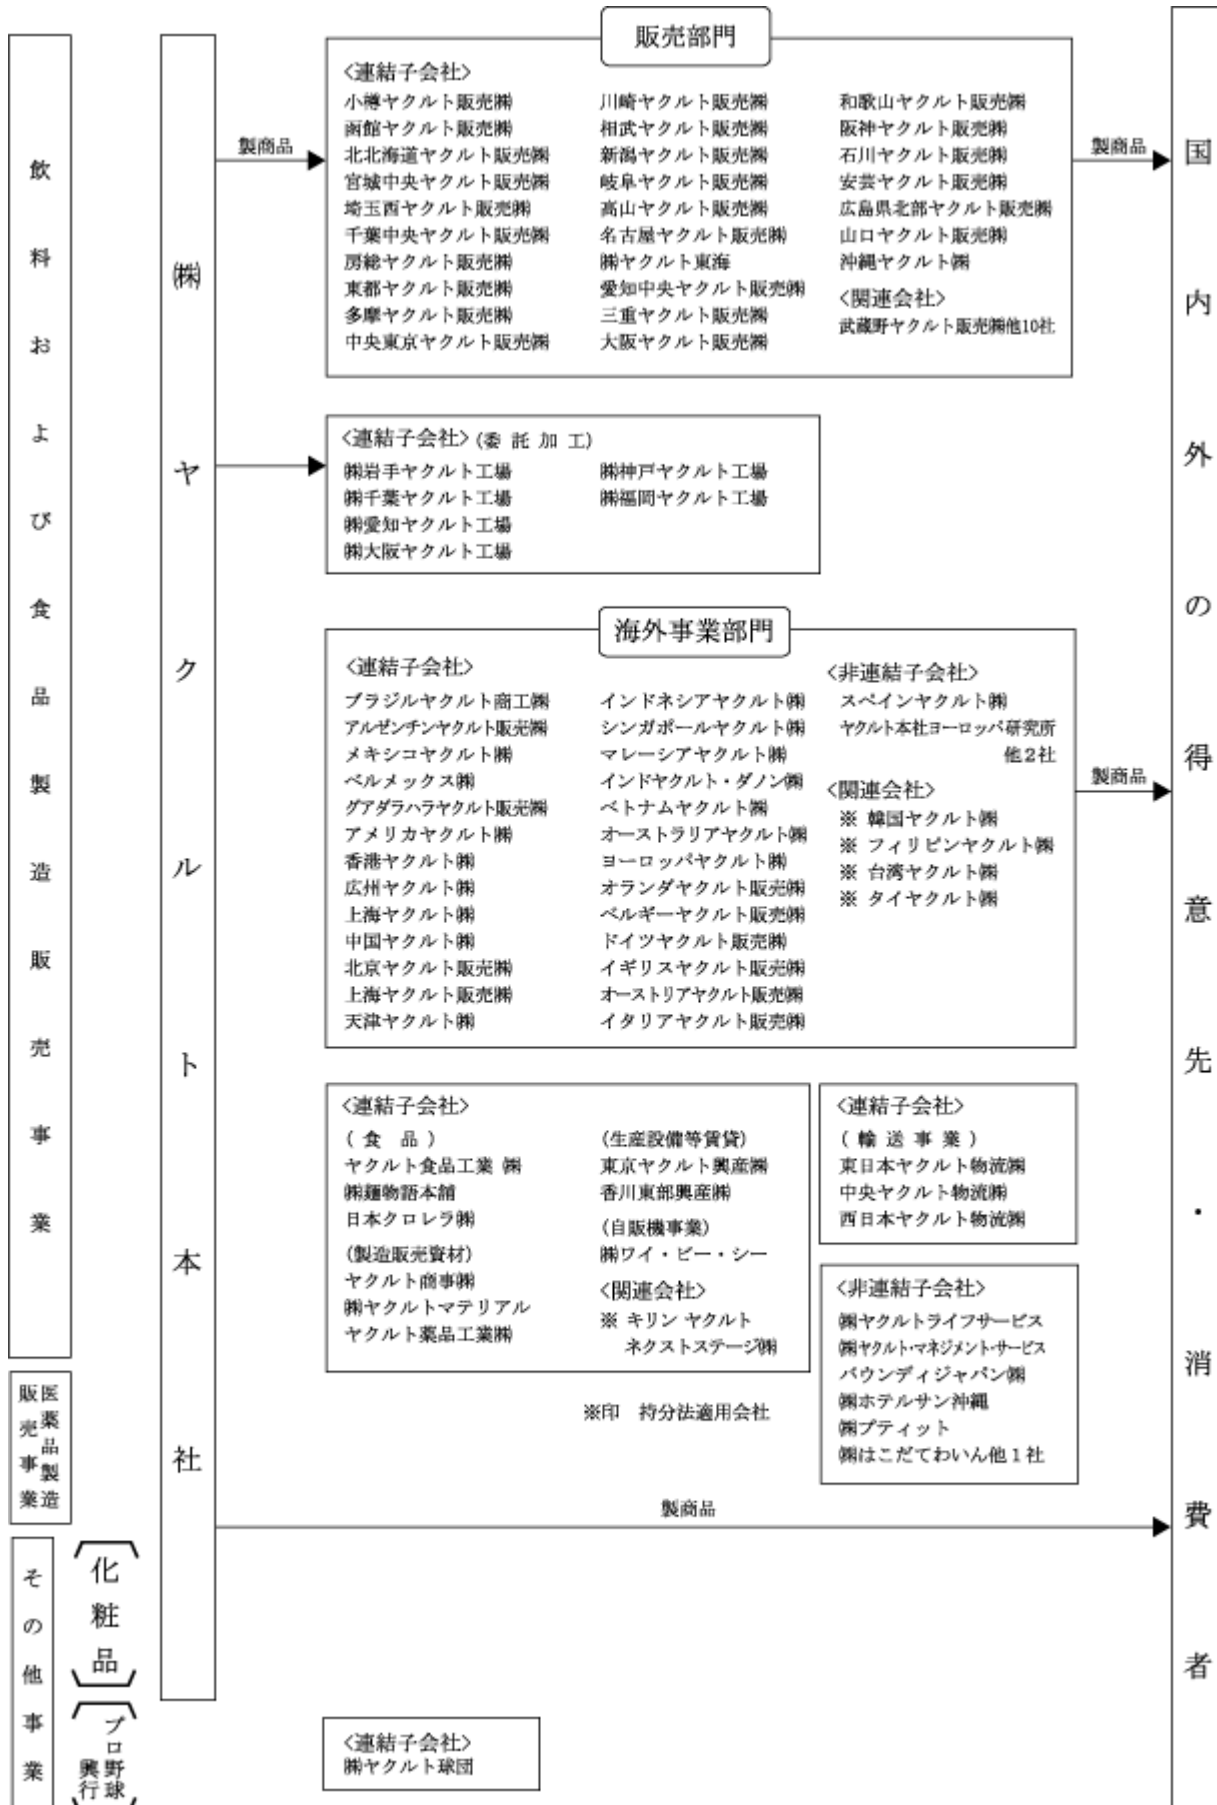 飲料および食品製造販売事業
医薬品製造
販売事業
その他事業
化粧品
プロ野球
興行
㈱ヤクルト本社
製商品
販売部門
〈連結子会社〉
小樽ヤクルト販売㈱
函館ヤクルト販売㈱
北北海道ヤクルト販売㈱
宮城中央ヤクルト販売㈱
埼玉西ヤクルト販売㈱
千葉中央ヤクルト販売㈱
房総ヤクルト販売㈱
東都ヤクルト販売㈱
多摩ヤクルト販売㈱
中央東京ヤクルト販売㈱
川崎ヤクルト販売㈱
相武ヤクルト販売㈱
新潟ヤクルト販売㈱
岐阜ヤクルト販売㈱
高山ヤクルト販売㈱
名古屋ヤクルト販売㈱
㈱ヤクルト東海
愛知中央ヤクルト販売㈱
三重ヤクルト販売㈱
大阪ヤクルト販売㈱
和歌山ヤクルト販売㈱
阪神ヤクルト販売㈱
石川ヤクルト販売㈱
安芸ヤクルト販売㈱
広島県北部ヤクルト販売㈱
山口ヤクルト販売㈱
沖縄ヤクルト㈱
〈関連会社〉
武蔵野ヤクルト販売㈱他10社
製商品
〈連結子会社〉(委 託 加 工)
㈱岩手ヤクルト工場
㈱千葉ヤクルト工場
㈱愛知ヤクルト工場
㈱大阪ヤクルト工場
㈱神戸ヤクルト工場
㈱福岡ヤクルト工場
海外事業部門
〈連結子会社〉
ブラジルヤクルト商工㈱
アルゼンチンヤクルト販売㈱
メキシコヤクルト㈱
ベルメックス㈱
グアダラハラヤクルト販売㈱
アメリカヤクルト㈱
香港ヤクルト㈱
広州ヤクルト㈱
上海ヤクルト㈱
中国ヤクルト㈱
北京ヤクルト販売㈱
上海ヤクルト販売㈱
天津ヤクルト㈱
インドネシアヤクルト㈱
シンガポールヤクルト㈱
マレーシアヤクルト㈱
インドヤクルト・ダノン㈱
ベトナムヤクルト㈱
オーストラリアヤクルト㈱
ヨーロッパヤクルト㈱
オランダヤクルト販売㈱
ベルギーヤクルト販売㈱
ドイツヤクルト販売㈱
イギリスヤクルト販売㈱
オーストリアヤクルト販売㈱
イタリアヤクルト販売㈱
〈非連結子会社〉
スペインヤクルト㈱
ヤクルト本社ヨーロッパ研究所
他２社
〈関連会社〉
※ 韓国ヤクルト㈱
※ フィリピンヤクルト㈱
※ 台湾ヤクルト㈱
※ タイヤクルト㈱
製商品
〈連結子会社〉
( 食 品 )
ヤクルト食品工業 ㈱
㈱麺物語本舗
日本クロレラ㈱
(製造販売資材)
ヤクルト商事㈱
㈱ヤクルトマテリアル
ヤクルト薬品工業㈱
(生産設備等賃貸)
東京ヤクルト興産㈱
香川東部興産㈱
(自販機事業)
㈱ワイ・ビー・シー
〈関連会社〉
※ キリン ヤクルト
ネクストステージ㈱
〈連結子会社〉
( 輸 送 事 業 )
東日本ヤクルト物流㈱
中央ヤクルト物流㈱
西日本ヤクルト物流㈱
〈非連結子会社〉
㈱ヤクルトライフサービス
㈱ヤクルト・マネジメント・サービス
バウンディジャパン㈱
㈱ホテルサン沖縄
㈱プティット
㈱はこだてわいん他１社
※印　持分法適用会社
製商品
〈連結子会社〉
㈱ヤクルト球団
国内外の得意先・消費者